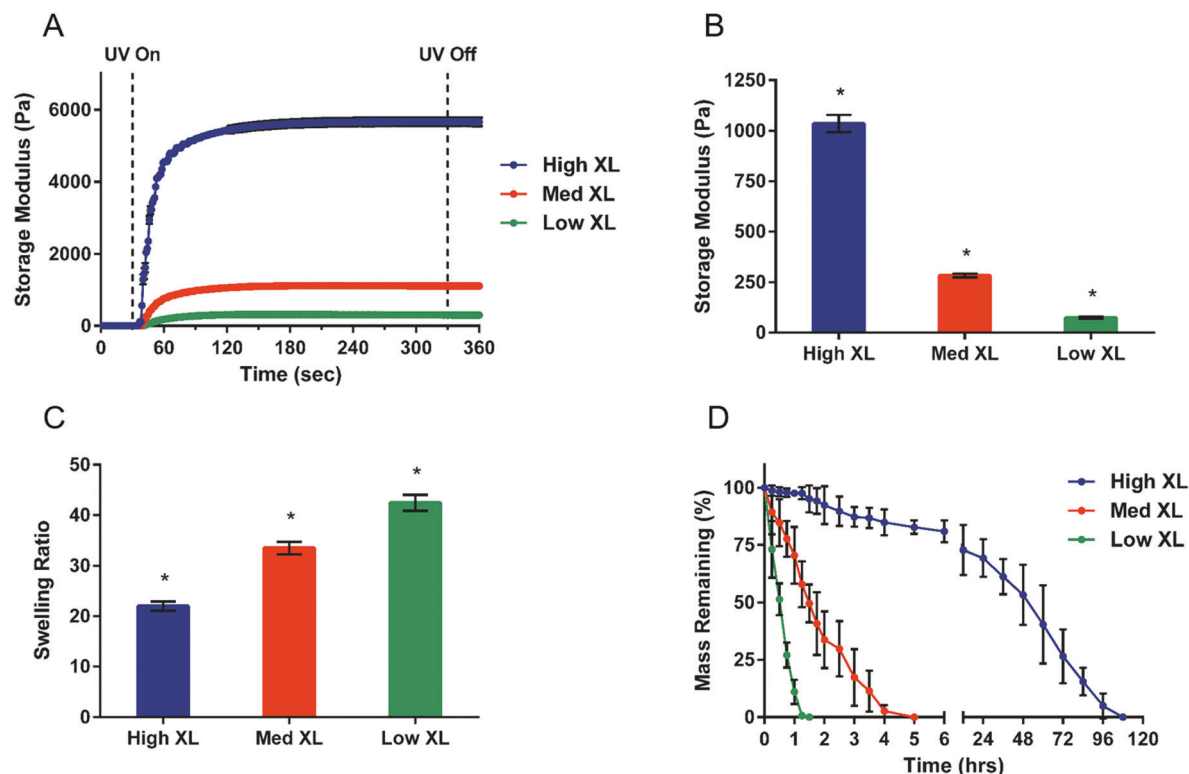 A
UV On
UV Off
Storage Modulus (Pa)
6000
4000
2000
0
0 60 120 180 240 300 360
Time (sec)
High XL
Med XL
Low XL
B
Storage Modulus (Pa)
1250
1000
750
500
250
0
*
*
*
High XL Med XL Low XL
C
Swelling Ratio
50
40
30
20
10
0
*
*
*
High XL Med XL Low XL
D
Mass Remaining (%)
100
75
50
25
0
0 1 2 3 4 5 6 24 48 72 96 120
Time (hrs)
High XL
Med XL
Low XL